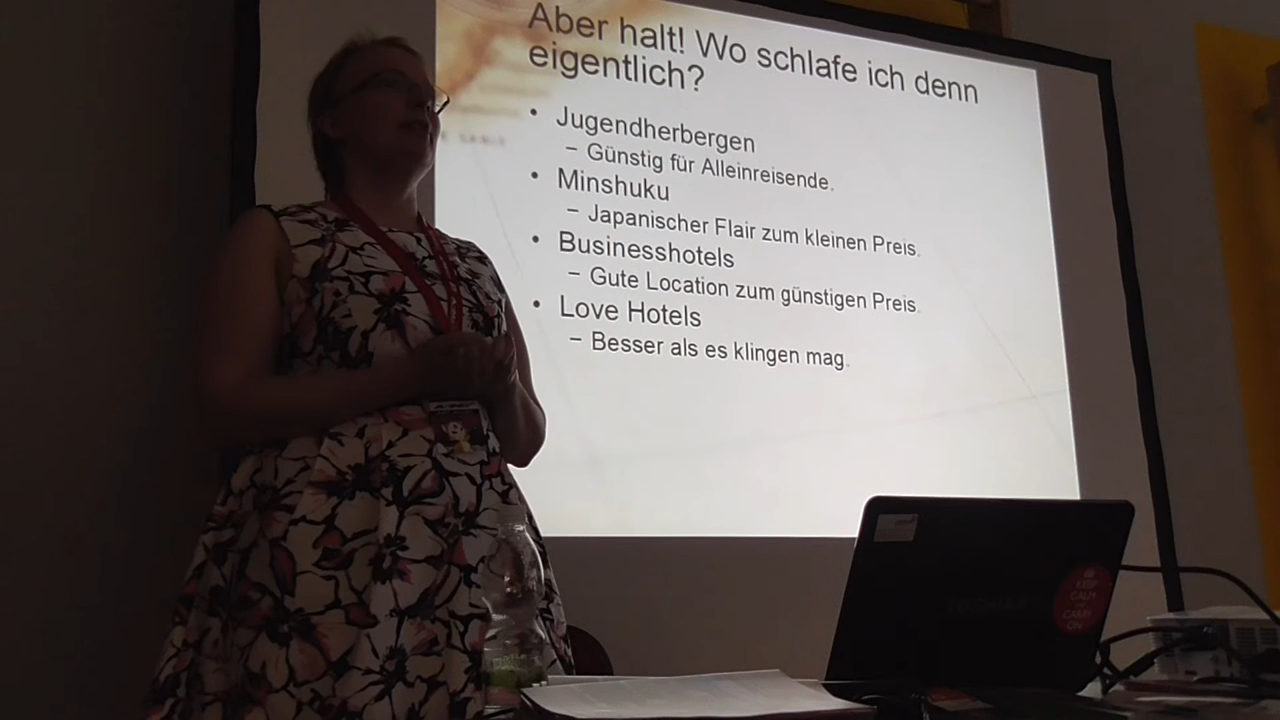 Aber halt! Wo schlafe ich denn
eigentlich?
• Jugendherbergen
– Günstig für Alleinreisende.
• Minshuku
– Japanischer Flair zum kleinen Preis.
• Businesshotels
– Gute Location zum günstigen Preis.
• Love Hotels
– Besser als es klingen mag.
KEEP
CALM
AND
CARRY
ON